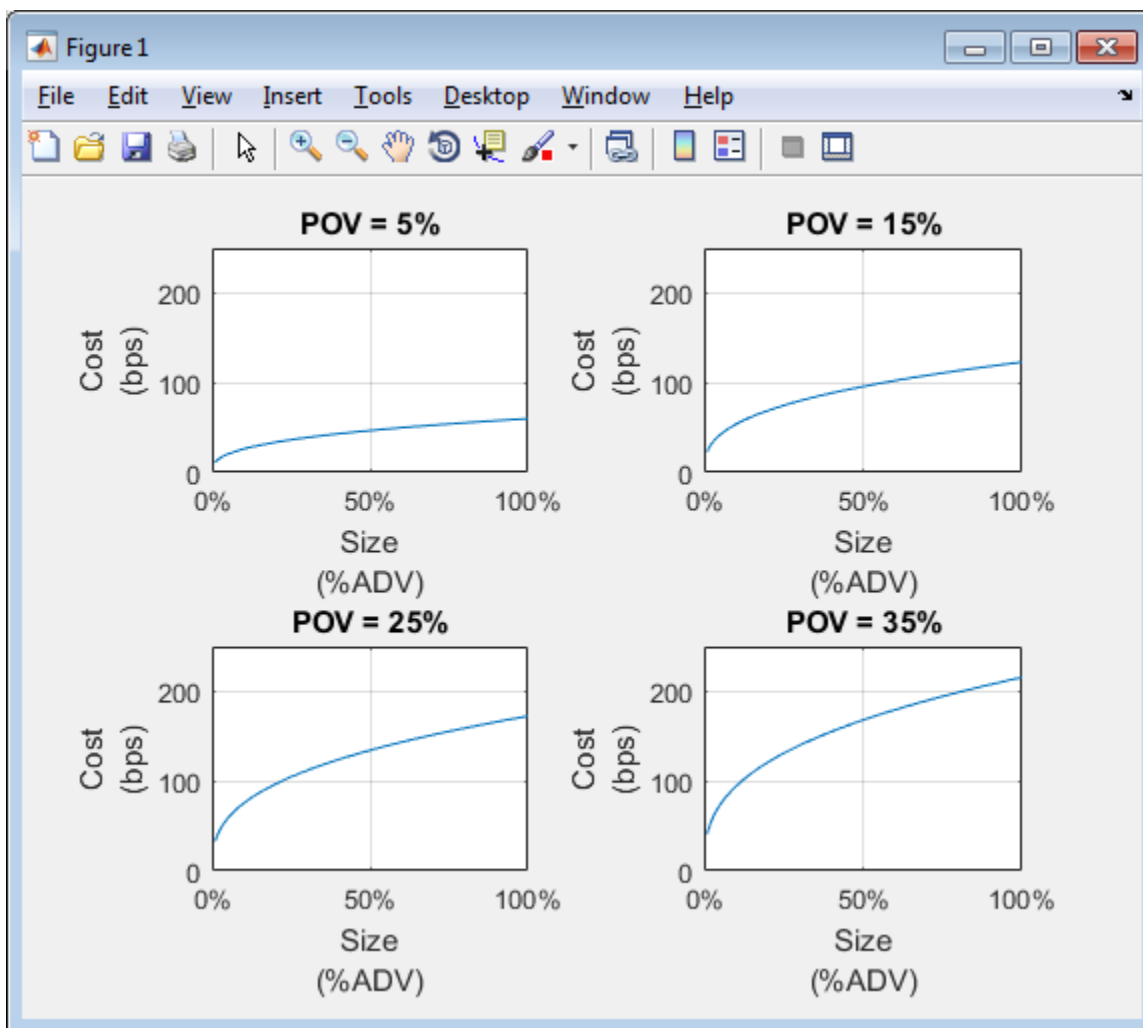 Figure 1
File Edit View Insert Tools Desktop Window Help
POV = 5%
200
100
0
Cost
(bps)
0% 50% 100%
Size
(%ADV)
POV = 15%
200
100
0
Cost
(bps)
0% 50% 100%
Size
(%ADV)
POV = 25%
200
100
0
Cost
(bps)
0% 50% 100%
Size
(%ADV)
POV = 35%
200
100
0
Cost
(bps)
0% 50% 100%
Size
(%ADV)